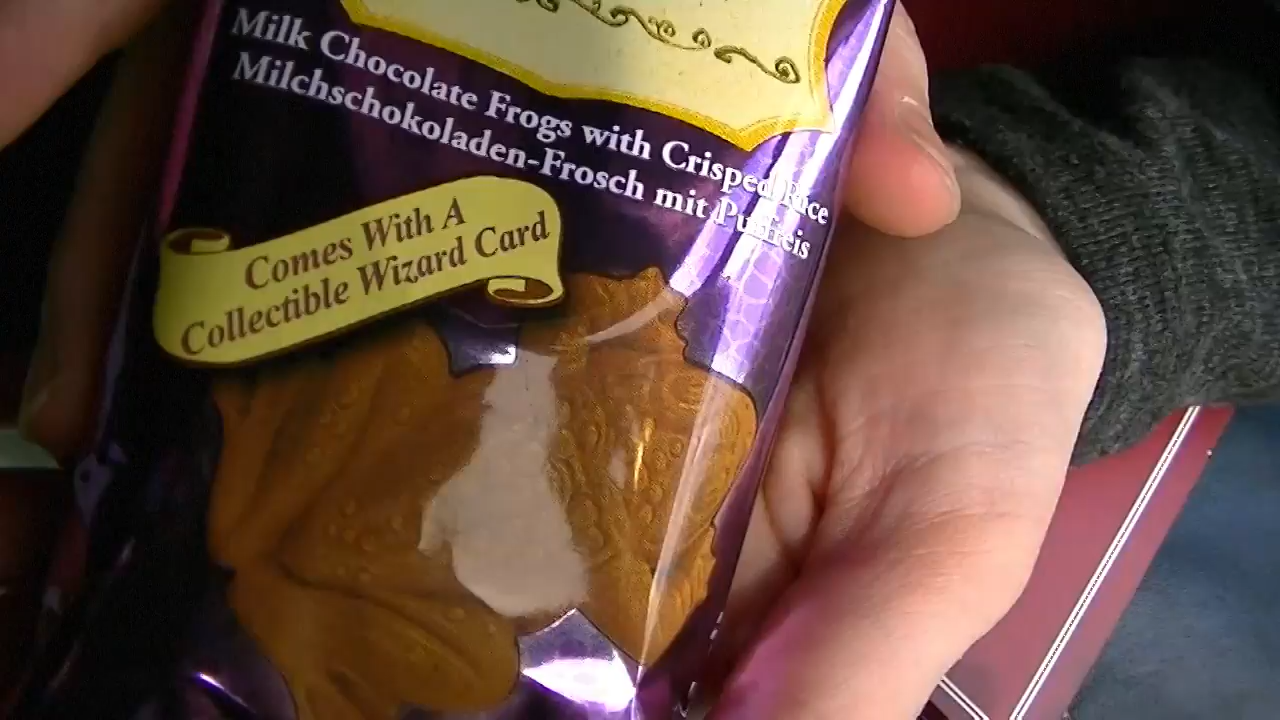 Milk Chocolate Frogs with Crisped Rice
Milchschokoladen-Frosch mit Puffreis
Comes With A
Collectible Wizard Card